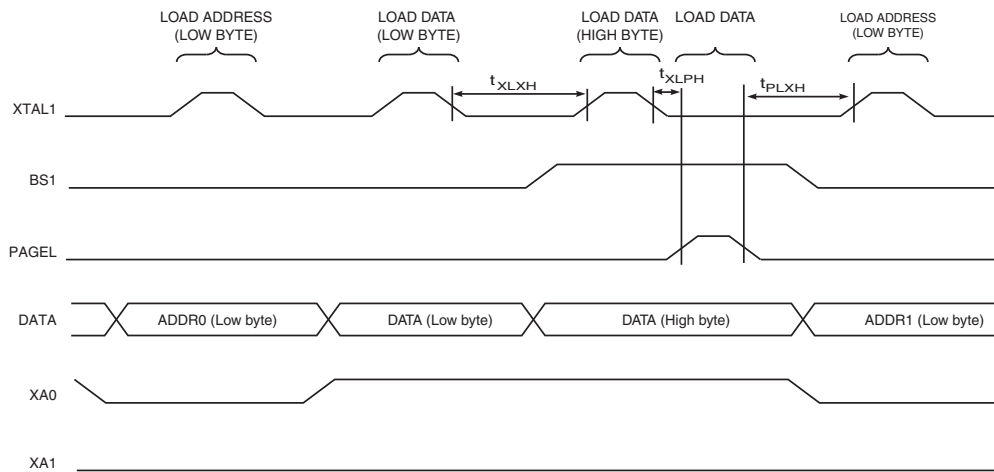 LOAD ADDRESS
(LOW BYTE)
LOAD DATA
(LOW BYTE)
LOAD DATA
(HIGH BYTE)
LOAD DATA
LOAD ADDRESS
(LOW BYTE)
XTAL1
tXLXH
tXLPH
tPLXH
BS1
PAGEL
DATA
ADDR0 (Low byte)
DATA (Low byte)
DATA (High byte)
ADDR1 (Low byte)
XA0
XA1